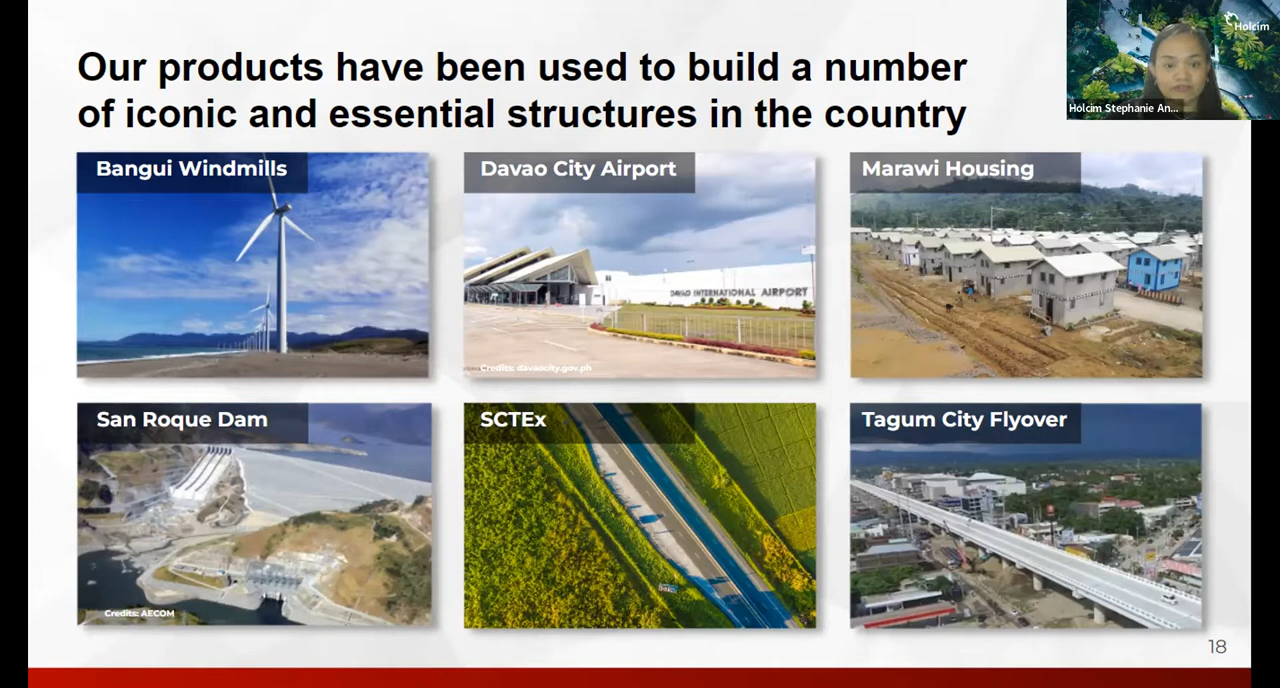 Our products have been used to build a number
of iconic and essential structures in the country
Holcim
Holcim Stephanie An...
Bangui Windmills
Davao City Airport
Marawi Housing
DAVAO INTERNATIONAL AIRPORT
Credits: davaocity.gov.ph
San Roque Dam
SCTEx
Tagum City Flyover
Credits: AECOM
18